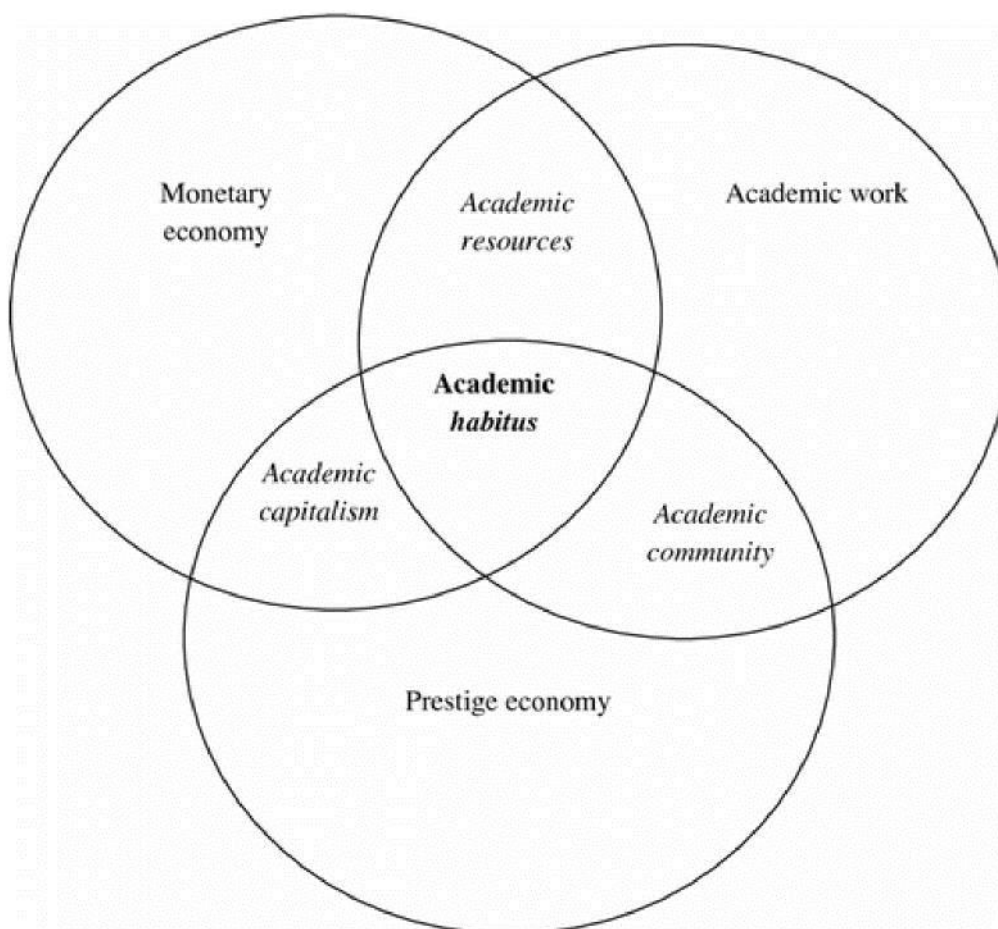 Monetary
economy
Academic
resources
Academic work
Academic
habitus
Academic
capitalism
Academic
community
Prestige economy